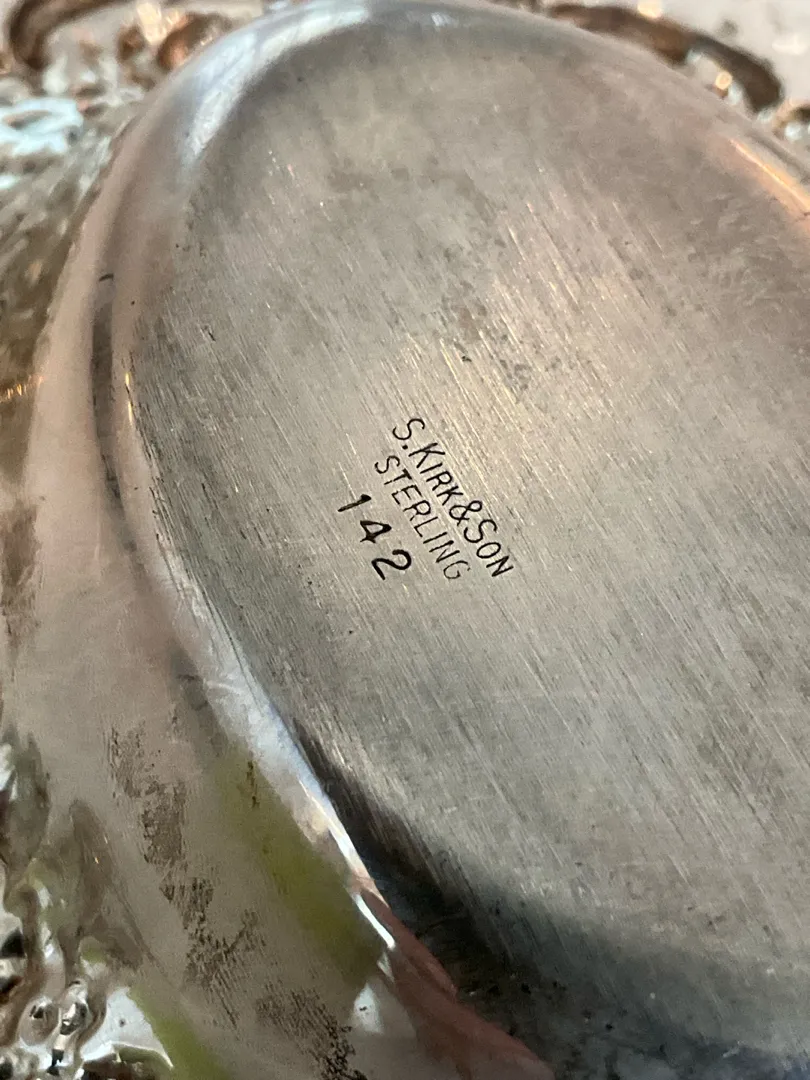 S. KIRK & SON
STERLING
142